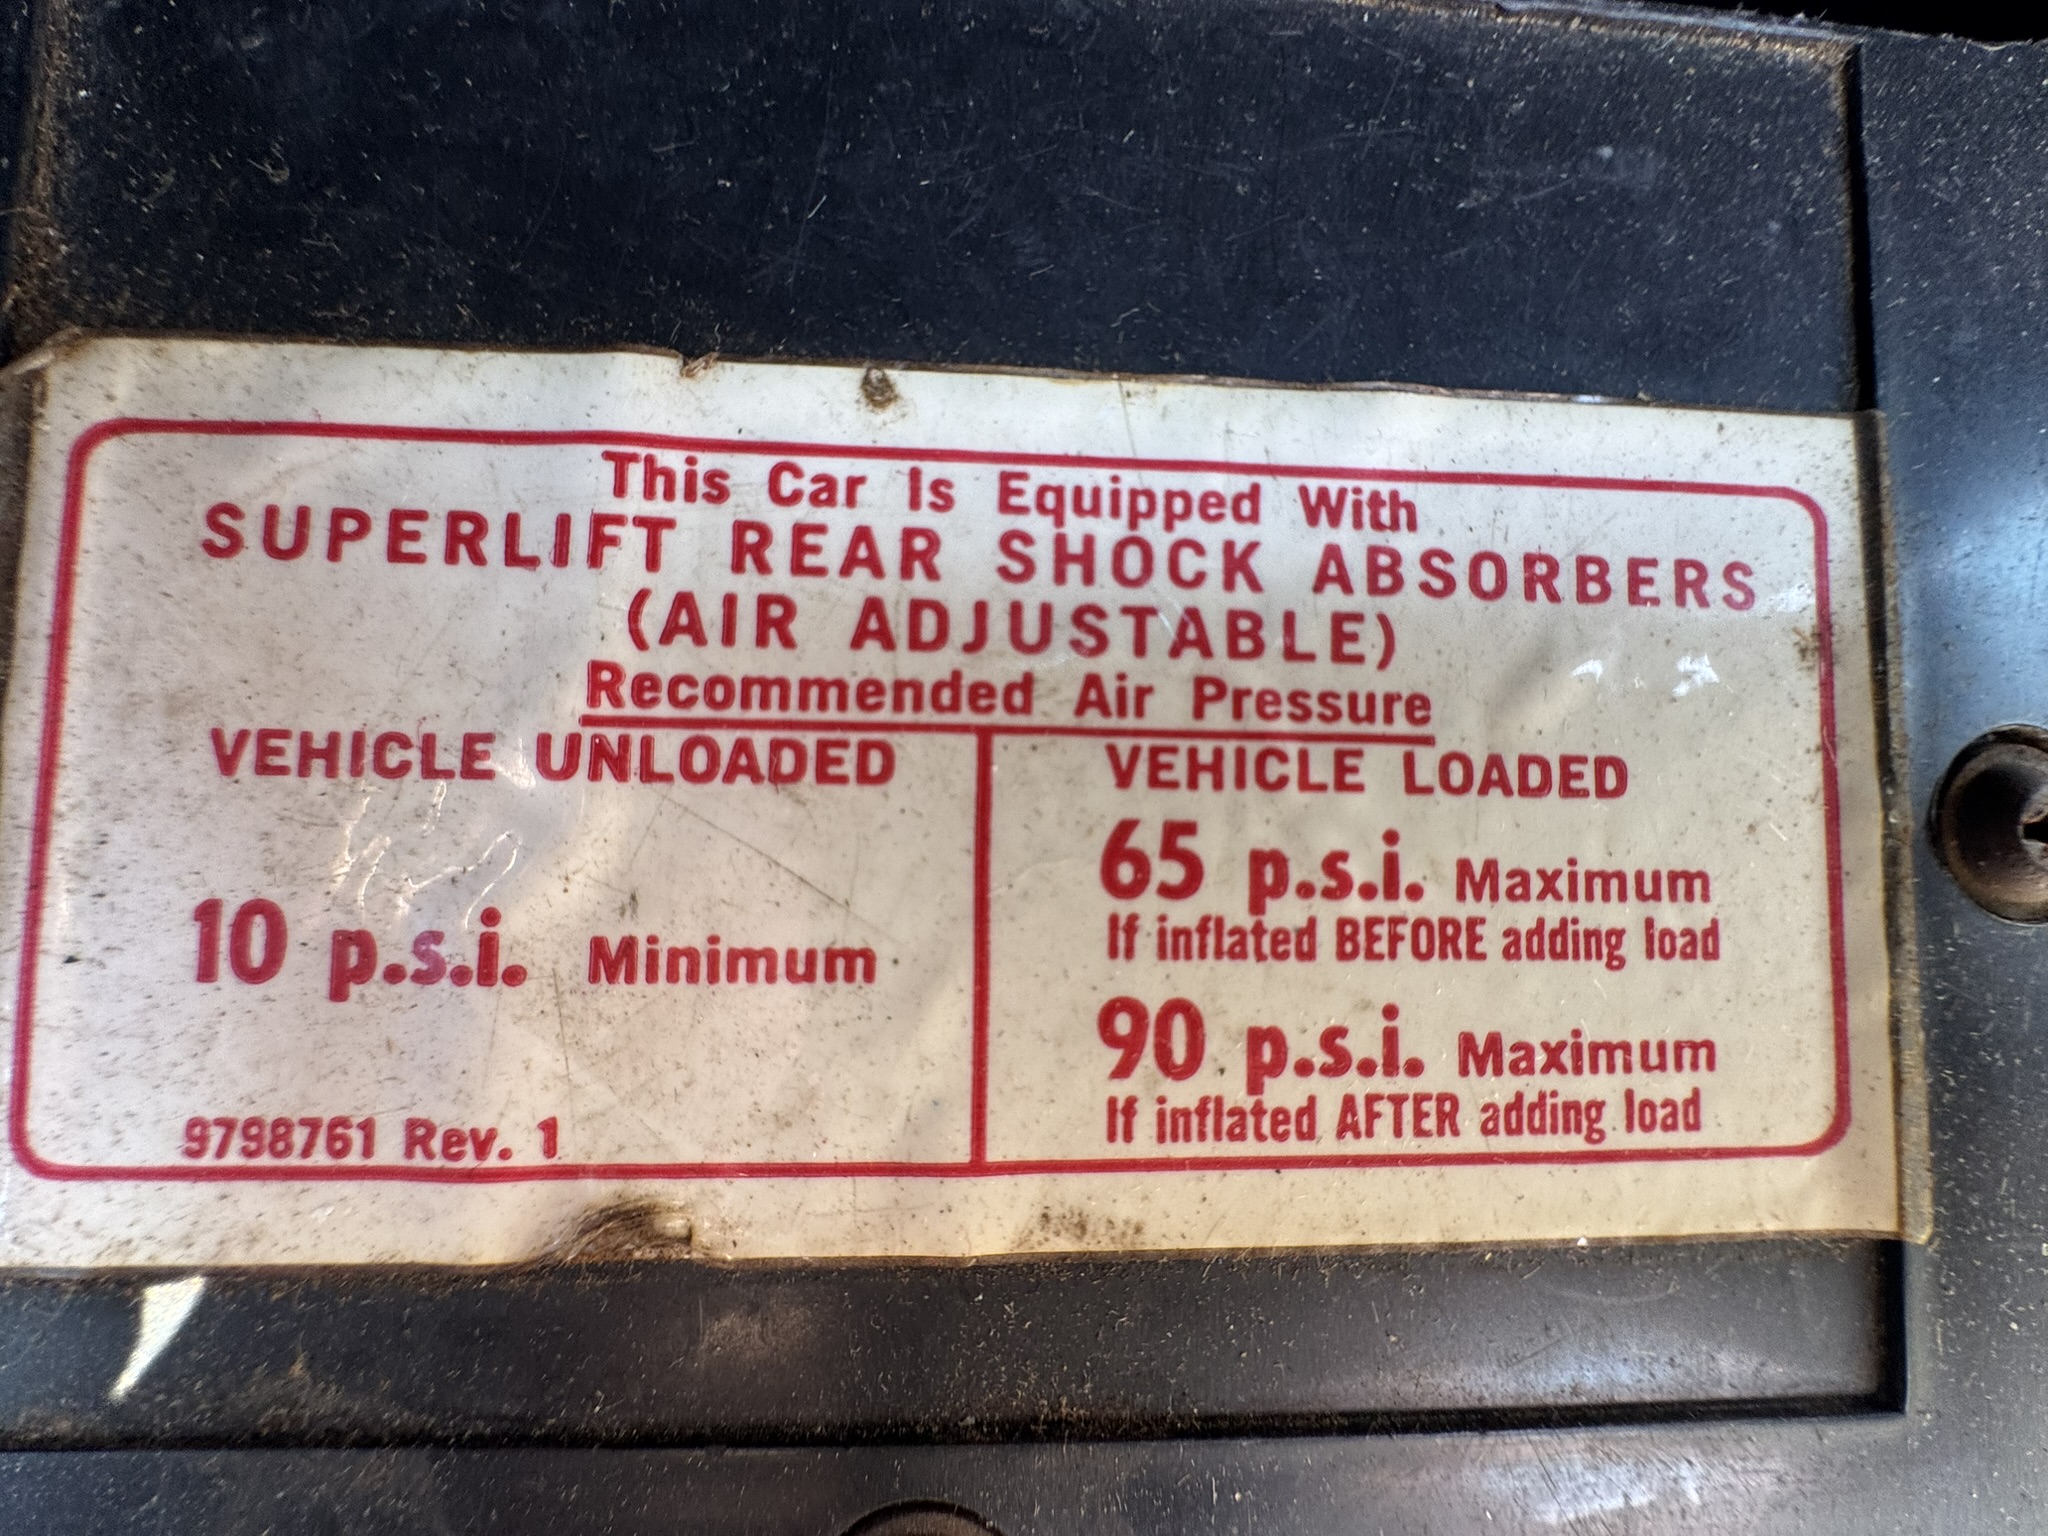 This Car Is Equipped With
SUPERLIFT REAR SHOCK ABSORBERS
(AIR ADJUSTABLE)
Recommended Air Pressure
VEHICLE UNLOADED
10 p.s.i. Minimum
9798761 Rev. 1
VEHICLE LOADED
65 p.s.i. Maximum
If inflated BEFORE adding load
90 p.s.i. Maximum
If inflated AFTER adding load